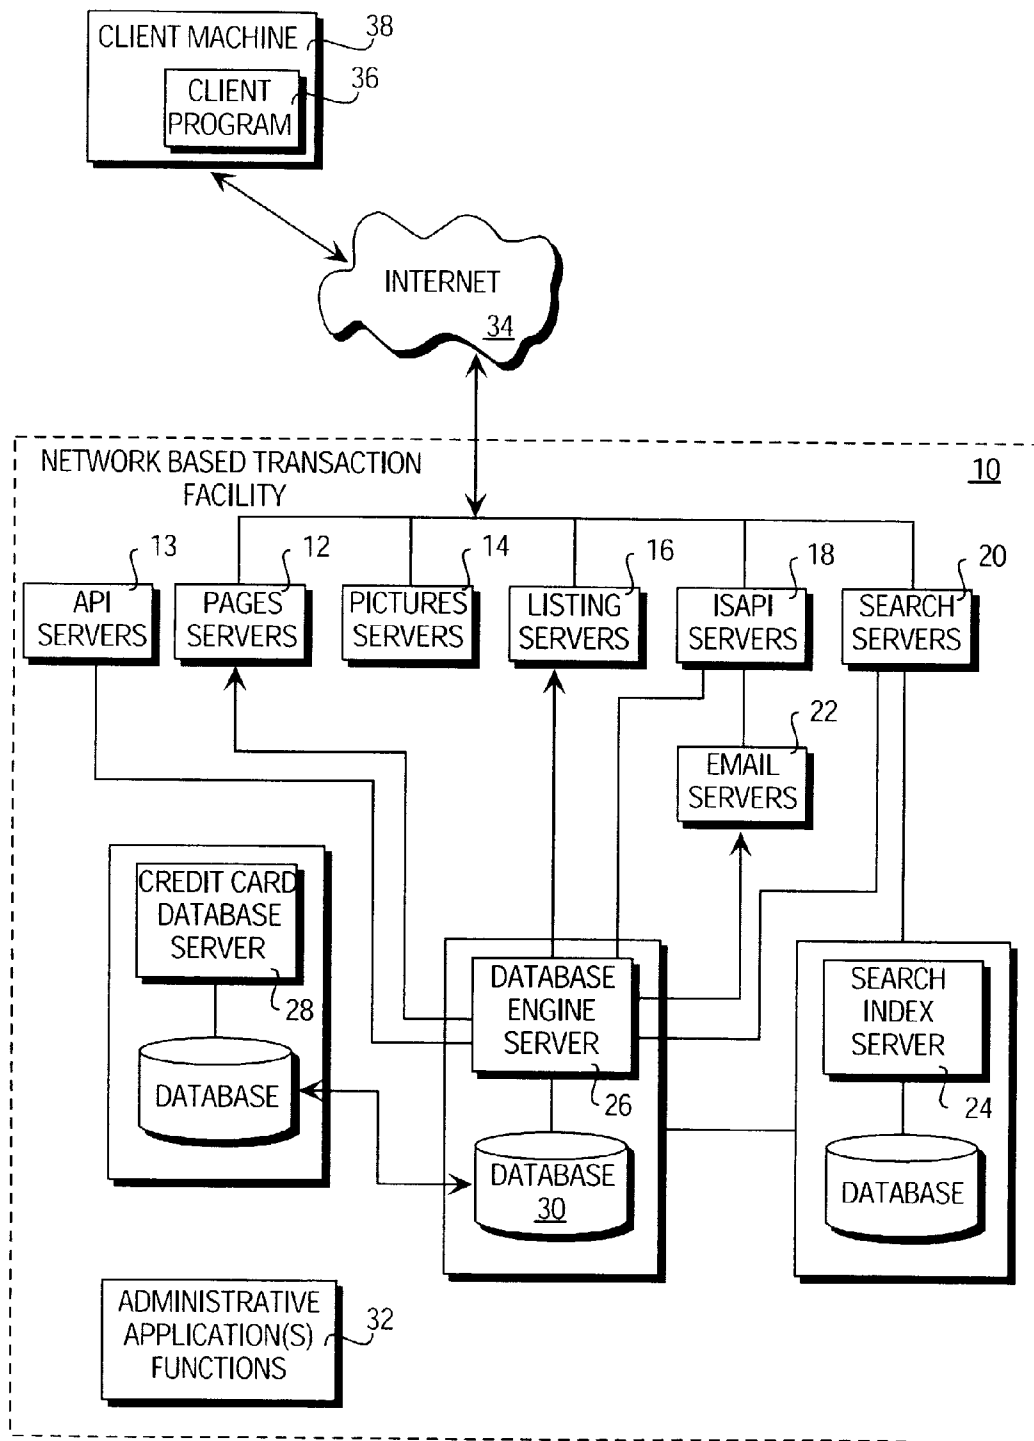 CLIENT MACHINE
38
CLIENT
PROGRAM
36
INTERNET
34
NETWORK BASED TRANSACTION
FACILITY
10
13
12
14
16
18
20
API
SERVERS
PAGES
SERVERS
PICTURES
SERVERS
LISTING
SERVERS
ISAPI
SERVERS
SEARCH
SERVERS
22
EMAIL
SERVERS
CREDIT CARD
DATABASE
SERVER
28
DATABASE
DATABASE
ENGINE
SERVER
26
DATABASE
30
SEARCH
INDEX
SERVER
24
DATABASE
ADMINISTRATIVE
APPLICATION(S)
FUNCTIONS
32